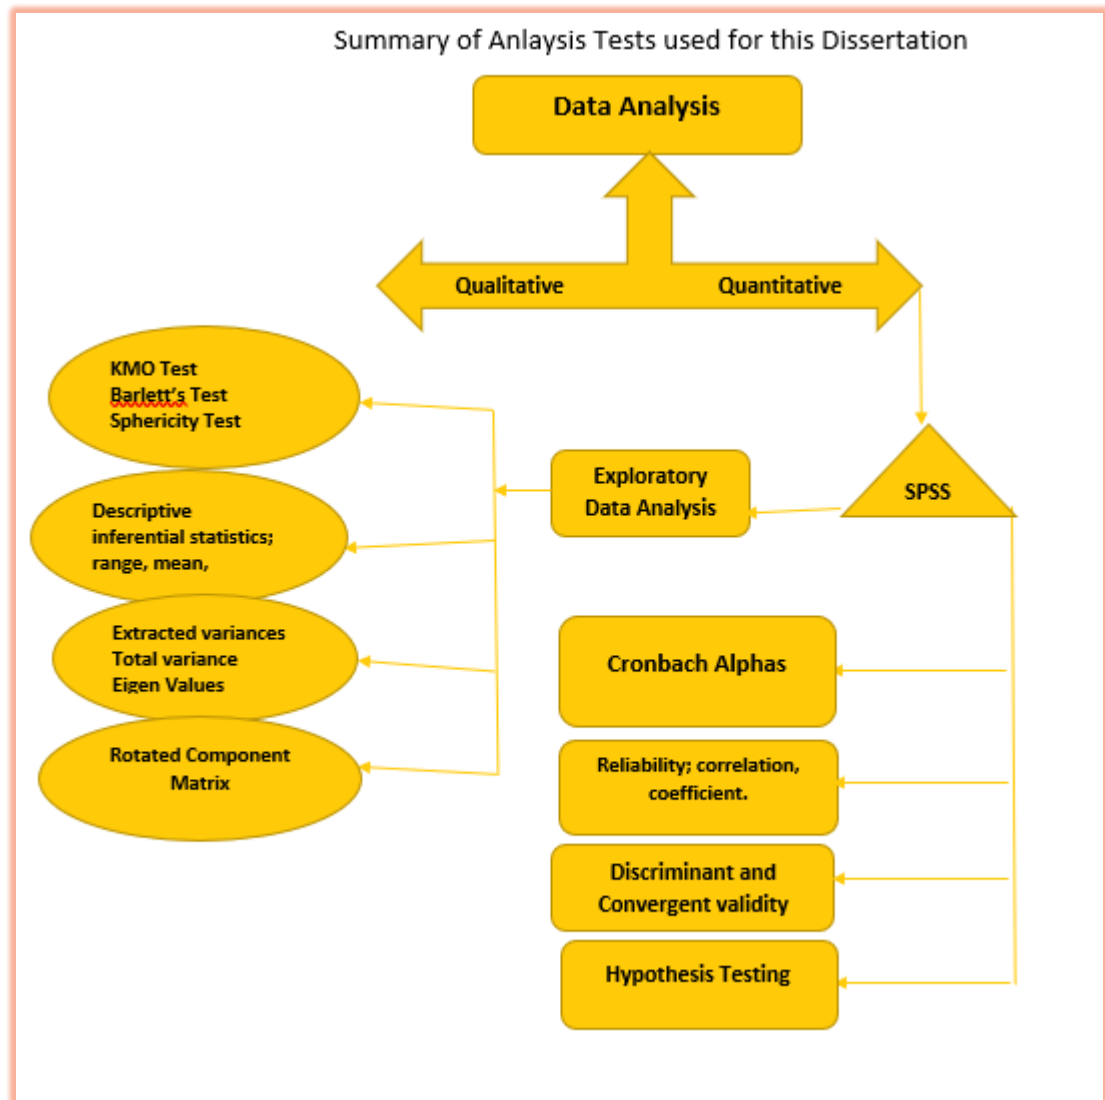 Summary of Anlaysis Tests used for this Dissertation
Data Analysis
Qualitative
Quantitative
KMO Test
Barlett's Test
Sphericity Test
Descriptive
inferential statistics;
range, mean,
Extracted variances
Total variance
Eigen Values
Rotated Component
Matrix
Exploratory
Data Analysis
SPSS
Cronbach Alphas
Reliability; correlation,
coefficient.
Discriminant and
Convergent validity
Hypothesis Testing